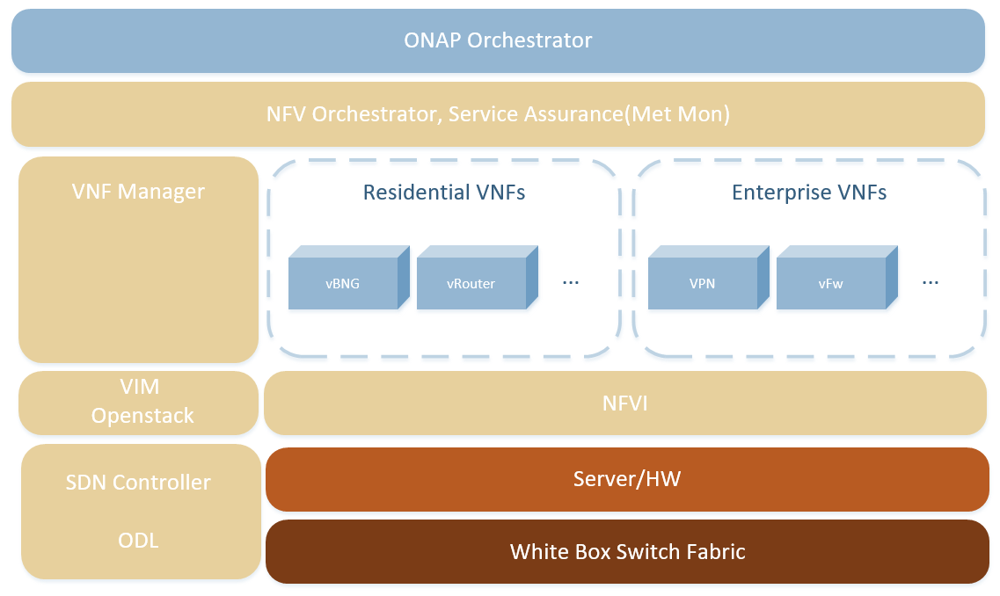 ONAP Orchestrator
NFV Orchestrator, Service Assurance(Met Mon)
VNF Manager
Residential VNFs
vBNG
vRouter
...
Enterprise VNFs
VPN
vFw
...
VIM
Openstack
NFVI
SDN Controller
ODL
Server/HW
White Box Switch Fabric